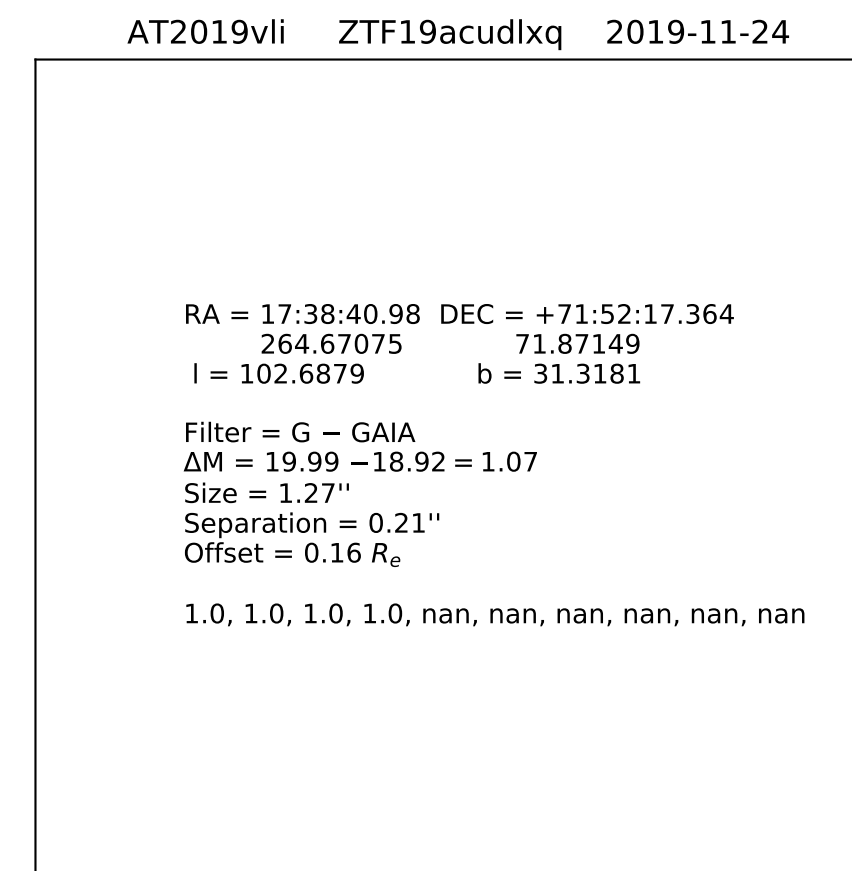 AT2019vli ZTF19acudlxq 2019-11-24
RA = 17:38:40.98 DEC = +71:52:17.364
264.67075 71.87149
l = 102.6879 b = 31.3181
Filter = G − GAIA
ΔM = 19.99 −18.92 = 1.07
Size = 1.27''
Separation = 0.21''
Offset = 0.16 Re
1.0, 1.0, 1.0, 1.0, nan, nan, nan, nan, nan, nan